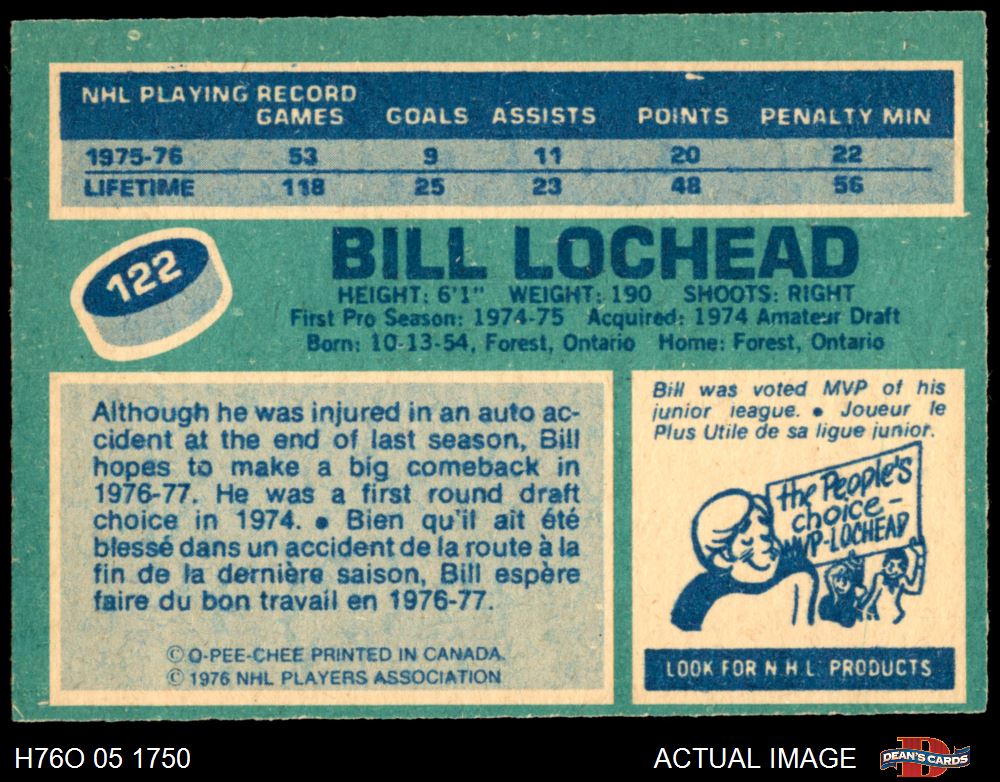 NHL PLAYING RECORD
GAMES GOALS ASSISTS POINTS PENALTY MIN
1975-76 53 9 11 20 22
LIFETIME 118 25 23 48 56
122
BILL LOCHEAD
HEIGHT: 6'1" WEIGHT: 190 SHOOTS: RIGHT
First Pro Season: 1974-75 Acquired: 1974 Amateur Draft
Born: 10-13-54, Forest, Ontario Home: Forest, Ontario
Although he was injured in an auto ac-
cident at the end of last season, Bill
hopes to make a big comeback in
1976-77. He was a first round draft
choice in 1974. ● Bien qu'il ait été
blessé dans un accident de la route à la
fin de la dernière saison, Bill espère
faire du bon travail en 1976-77.
© O-PEE-CHEE PRINTED IN CANADA.
© 1976 NHL PLAYERS ASSOCIATION
Bill was voted MVP of his
junior league. ● Joueur le
Plus Utile de sa ligue junior.
the People's
choice-
VP-LOCHEAD
LOOK FOR N H L PRODUCTS
H76O 05 1750
ACTUAL IMAGE
D
DEAN'S CARDS